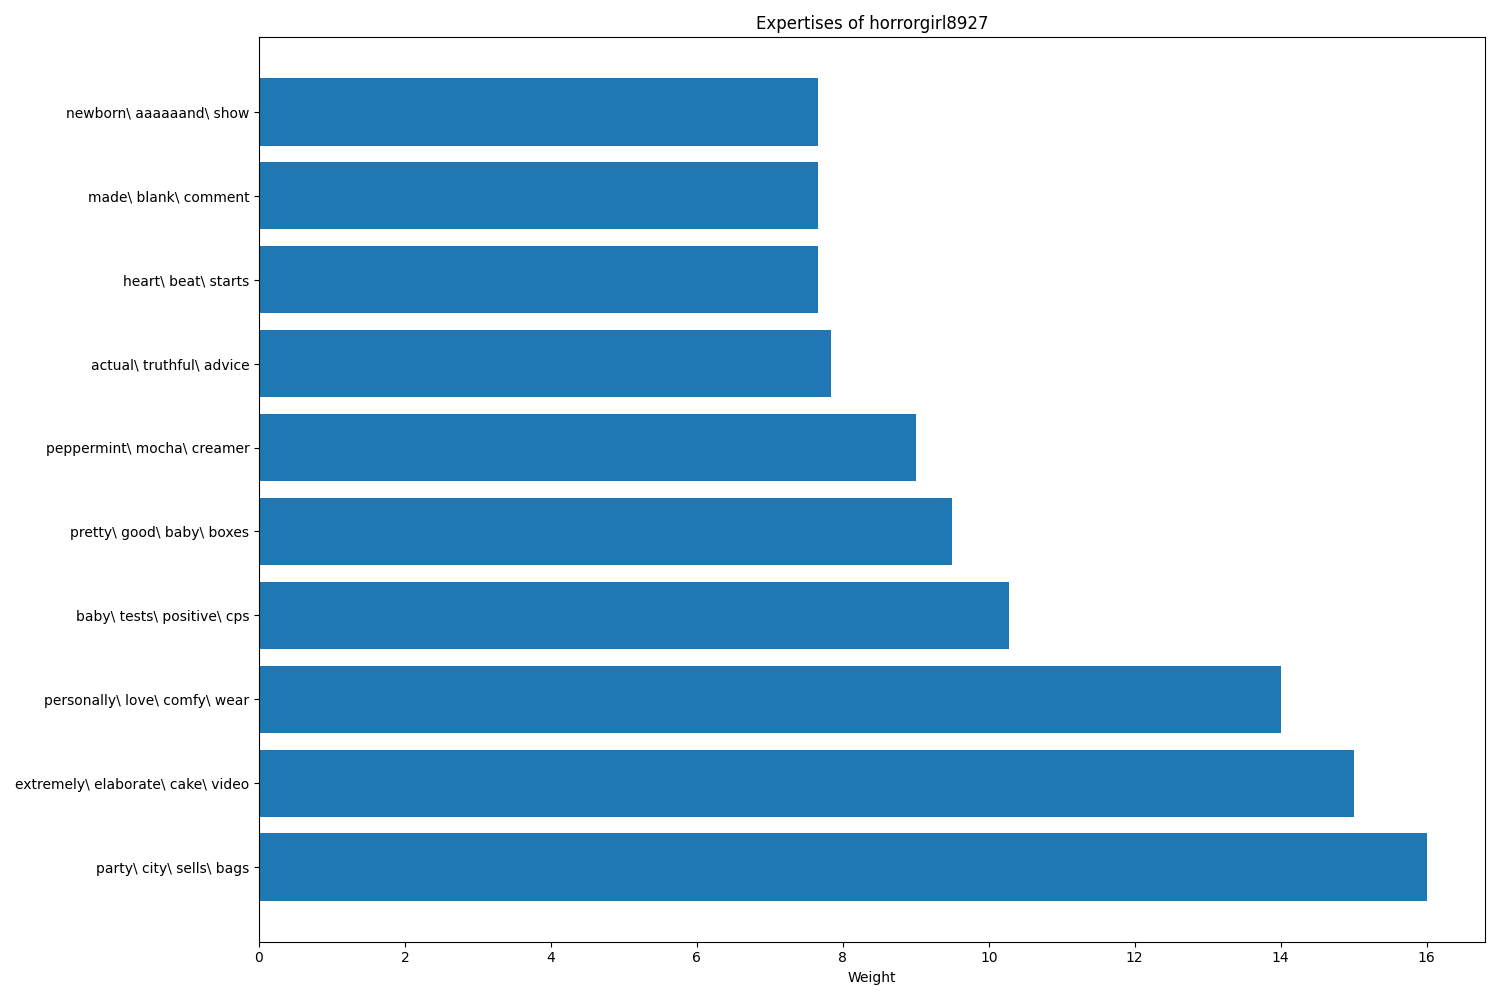 Expertises of horrorgirl8927
newborn\ aaaaaand\ show
made\ blank\ comment
heart\ beat\ starts
actual\ truthful\ advice
peppermint\ mocha\ creamer
pretty\ good\ baby\ boxes
baby\ tests\ positive\ cps
personally\ love\ comfy\ wear
extremely\ elaborate\ cake\ video
party\ city\ sells\ bags
0 2 4 6 8 10 12 14 16
Weight